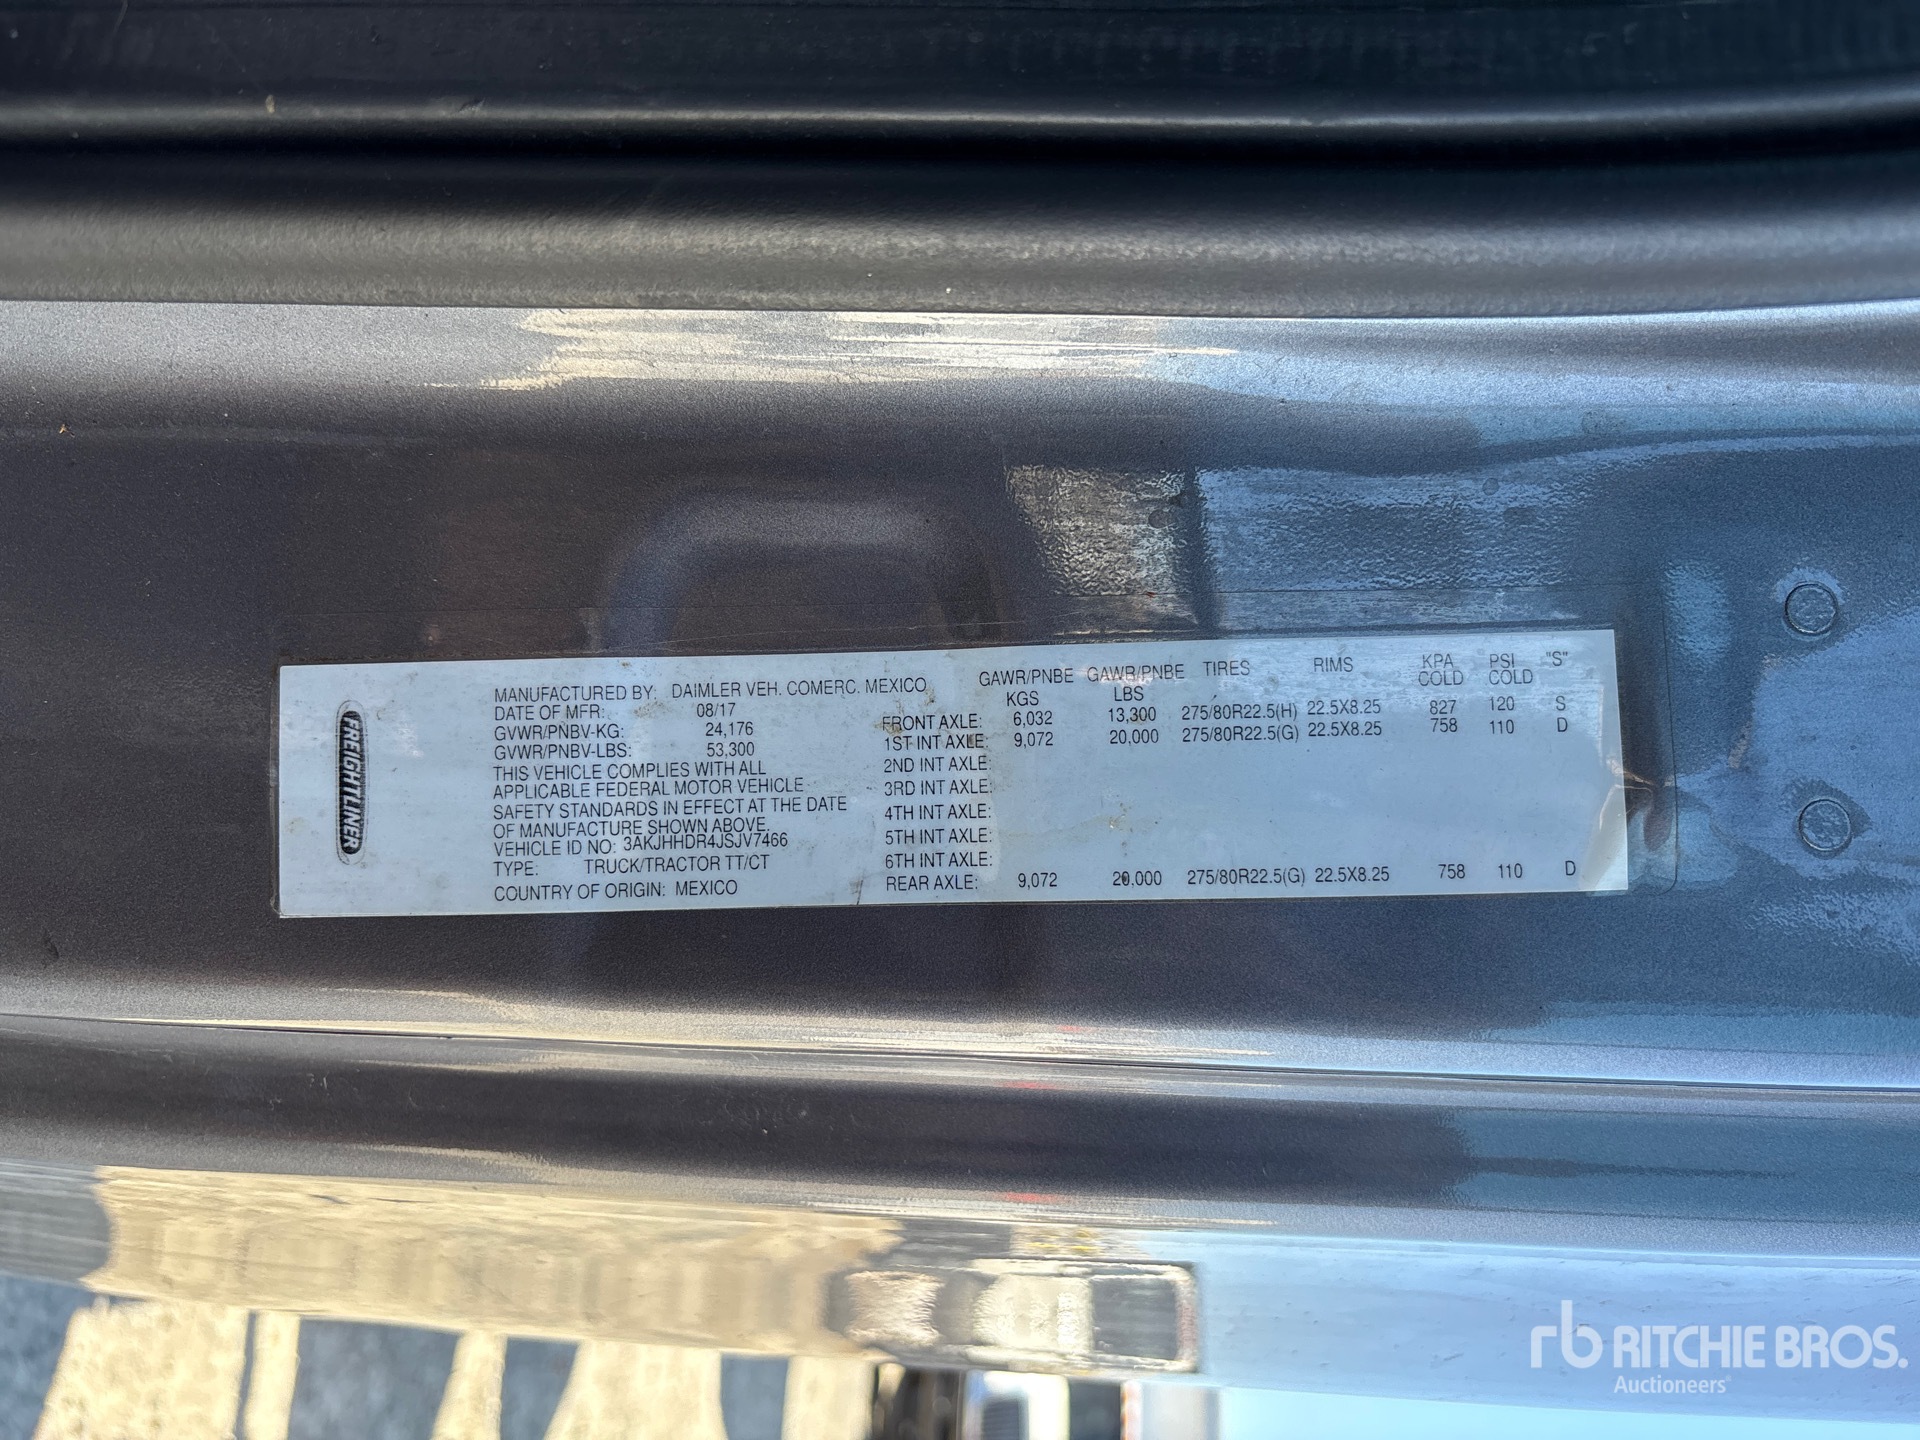 FREIGHTLINER
MANUFACTURED BY: DAIMLER VEH. COMERC. MEXICO
DATE OF MFR: 08/17
GVWR/PNBV-KG: 24,176
GVWR/PNBV-LBS: 53,300
THIS VEHICLE COMPLIES WITH ALL
APPLICABLE FEDERAL MOTOR VEHICLE
SAFETY STANDARDS IN EFFECT AT THE DATE
OF MANUFACTURE SHOWN ABOVE.
VEHICLE ID NO: 3AKJHHDR4JSJV7466
TYPE: TRUCK/TRACTOR TT/CT
COUNTRY OF ORIGIN: MEXICO
GAWR/PNBE GAWR/PNBE TIRES RIMS KPA PSI "S"
KGS LBS COLD COLD
FRONT AXLE: 6,032 13,300 275/80R22.5(H) 22.5X8.25 827 120 S
1ST INT AXLE: 9,072 20,000 275/80R22.5(G) 22.5X8.25 758 110 D
2ND INT AXLE:
3RD INT AXLE:
4TH INT AXLE:
5TH INT AXLE:
6TH INT AXLE:
REAR AXLE: 9,072 20,000 275/80R22.5(G) 22.5X8.25 758 110 D
rb RITCHIE BROS.
Auctioneers